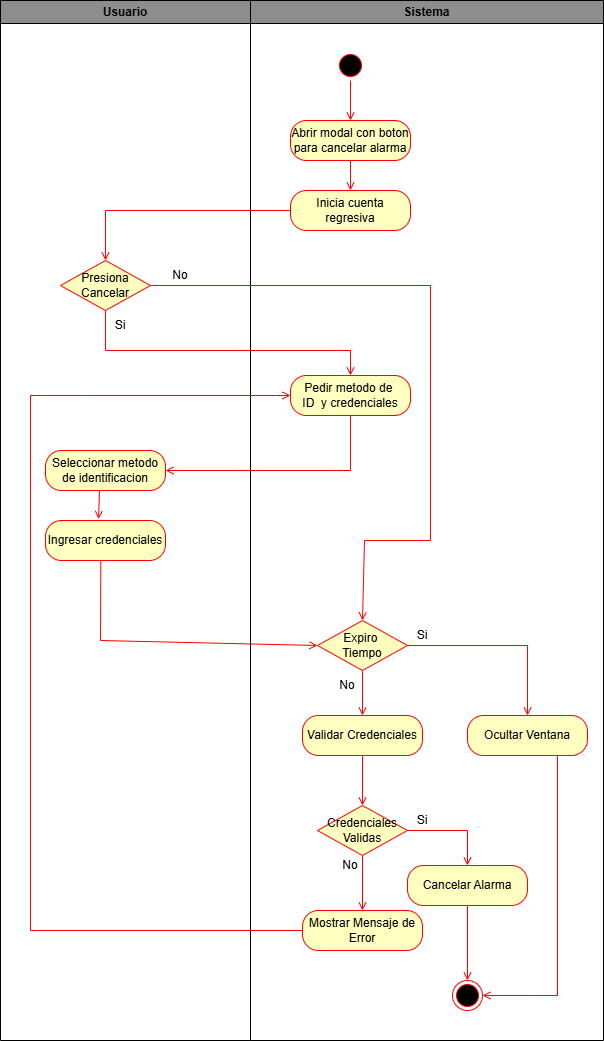 Usuario
Sistema
Abrir modal con boton
para cancelar alarma
Inicia cuenta
regresiva
Presiona
Cancelar
No
Si
Pedir metodo de
ID y credenciales
Seleccionar metodo
de identificacion
Ingresar credenciales
Expiro
Tiempo
Si
No
Validar Credenciales
Ocultar Ventana
Credenciales
Validas
Si
No
Cancelar Alarma
Mostrar Mensaje de
Error